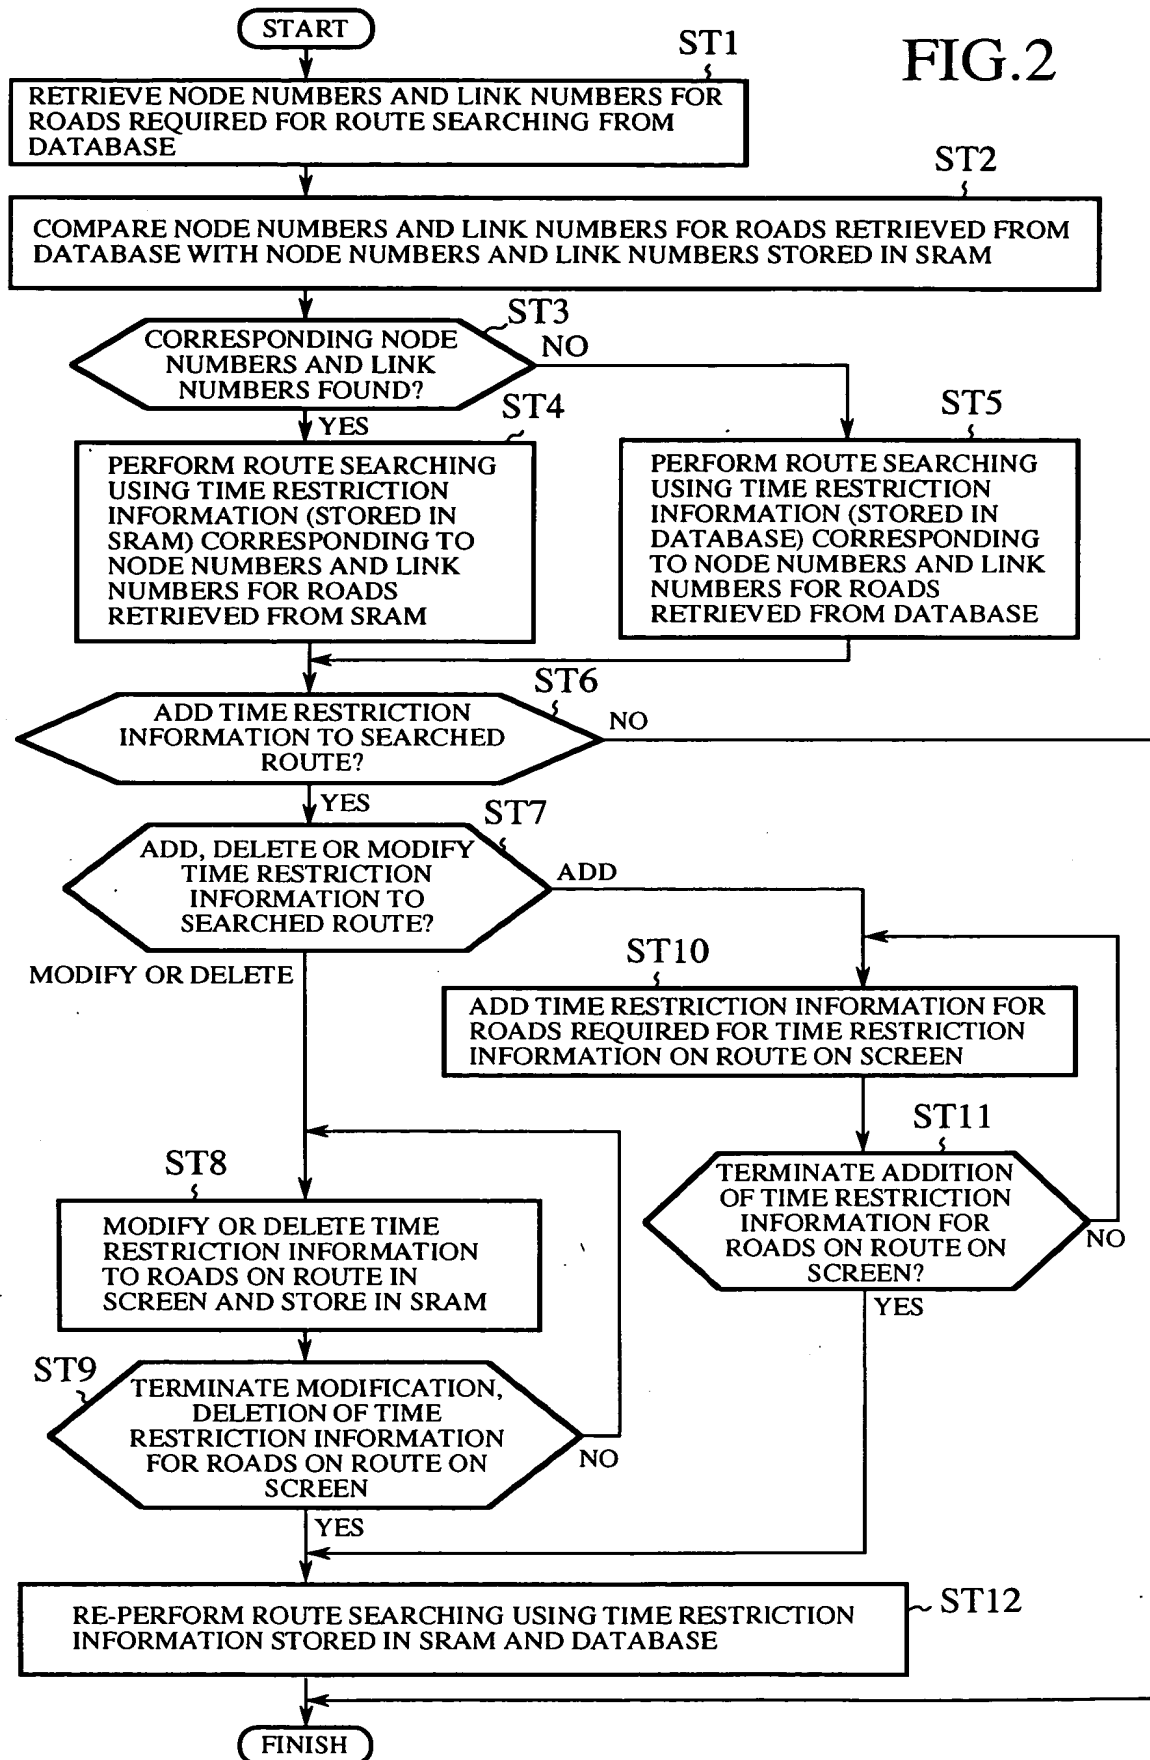 START
ST1
FIG.2
RETRIEVE NODE NUMBERS AND LINK NUMBERS FOR
ROADS REQUIRED FOR ROUTE SEARCHING FROM
DATABASE
ST2
COMPARE NODE NUMBERS AND LINK NUMBERS FOR ROADS RETRIEVED FROM
DATABASE WITH NODE NUMBERS AND LINK NUMBERS STORED IN SRAM
ST3
CORRESPONDING NODE
NUMBERS AND LINK
NUMBERS FOUND?
NO
YES
ST4
PERFORM ROUTE SEARCHING
USING TIME RESTRICTION
INFORMATION (STORED IN
SRAM) CORRESPONDING TO
NODE NUMBERS AND LINK
NUMBERS FOR ROADS
RETRIEVED FROM SRAM
ST5
PERFORM ROUTE SEARCHING
USING TIME RESTRICTION
INFORMATION (STORED IN
DATABASE) CORRESPONDING
TO NODE NUMBERS AND LINK
NUMBERS FOR ROADS
RETRIEVED FROM DATABASE
ST6
ADD TIME RESTRICTION
INFORMATION TO SEARCHED
ROUTE?
NO
YES
ST7
ADD, DELETE OR MODIFY
TIME RESTRICTION
INFORMATION TO
SEARCHED ROUTE?
ADD
MODIFY OR DELETE
ST10
ADD TIME RESTRICTION INFORMATION FOR
ROADS REQUIRED FOR TIME RESTRICTION
INFORMATION ON ROUTE ON SCREEN
ST11
TERMINATE ADDITION
OF TIME RESTRICTION
INFORMATION FOR
ROADS ON ROUTE ON
SCREEN?
NO
YES
ST8
MODIFY OR DELETE TIME
RESTRICTION INFORMATION
TO ROADS ON ROUTE IN
SCREEN AND STORE IN SRAM
ST9
TERMINATE MODIFICATION,
DELETION OF TIME
RESTRICTION INFORMATION
FOR ROADS ON ROUTE ON
SCREEN
NO
YES
ST12
RE-PERFORM ROUTE SEARCHING USING TIME RESTRICTION
INFORMATION STORED IN SRAM AND DATABASE
FINISH